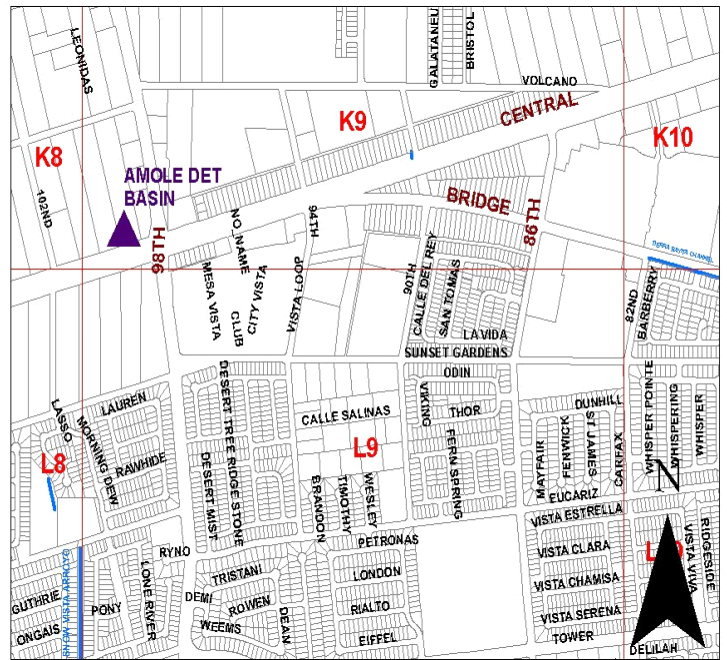 LEONIDAS
GALATANEU
BRISTOL
VOLCANO
CENTRAL
K9
K8
K10
AMOLE DET
BASIN
102ND
98TH
NO_NAME
94TH
BRIDGE
86TH
MESA VISTA
CLUB
CITY VISTA
VISTA LOOP
90TH
CALLE DEL REY
SAN TOMAS
82ND
BARBERRY
LA VIDA
SUNSET GARDENS
ODIN
LASSO
LAUREN
MORNING DEW
RAWHIDE
L8
DESERT TREE
RIDGE STONE
DESERT MIST
CALLE SALINAS
L9
VIKING
THOR
FERN SPRING
DUNHILL
MAYFAIR
FENWICK
ST JAMES
CARFAX
WHISPER POINTE
WHISPERING
WHISPER
N
BRANDON
TIMOTHY
WESLEY
EUCARIZ
VISTA ESTRELLA
RYNO
PETRONAS
VISTA CLARA
VISTA VIVA
RIDGESIDE
GUTHRIE
ONGAIS
SNOW VISTA ARROYO
PONY
LONE RIVER
TRISTANI
DEMI
ROWEN
WEEMS
DEAN
LONDON
RIALTO
EIFFEL
VISTA CHAMISA
VISTA SERENA
TOWER
DELILAH